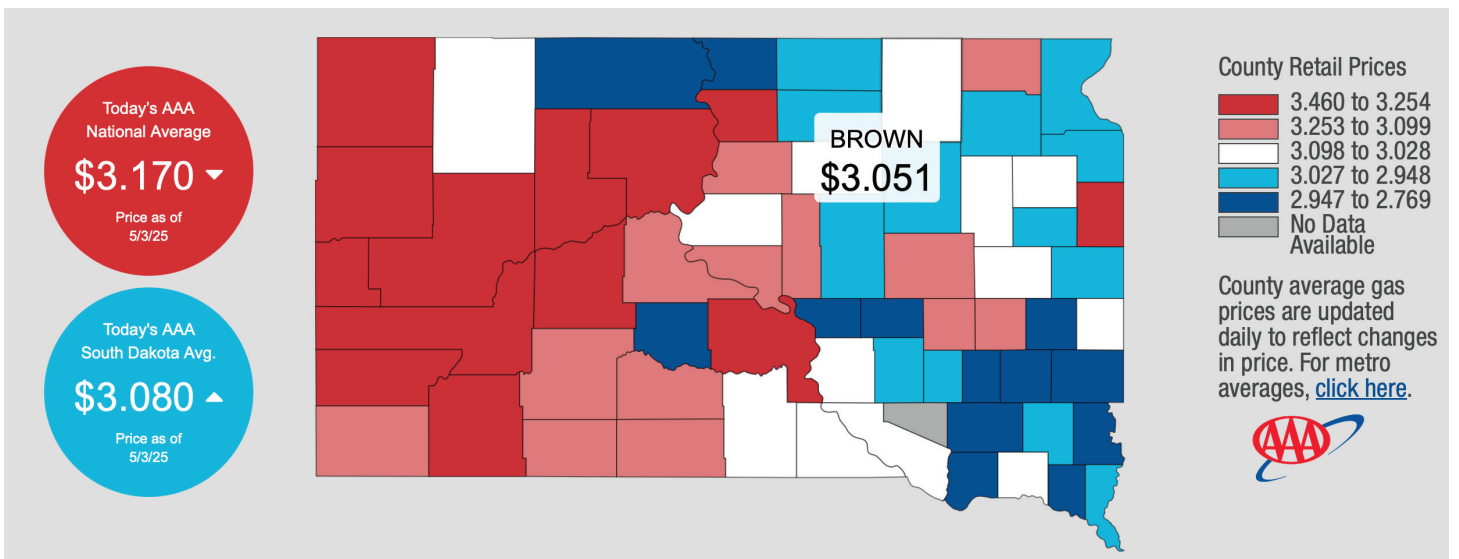 Today's AAA
National Average
$3.170
Price as of
5/3/25
Today's AAA
South Dakota Avg.
$3.080
Price as of
5/3/25
BROWN
$3.051
County Retail Prices
3.460 to 3.254
3.253 to 3.099
3.098 to 3.028
3.027 to 2.948
2.947 to 2.769
No Data
Available
County average gas
prices are updated
daily to reflect changes
in price. For metro
averages, click here.
AAA